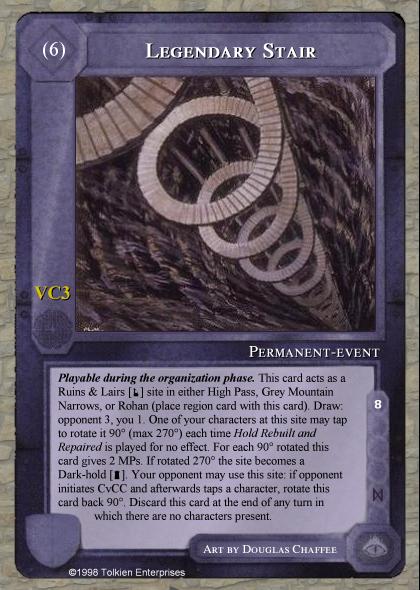 (6)
LEGENDARY STAIR
VC3
PERMANENT-EVENT
Playable during the organization phase. This card acts as a
Ruins & Lairs [] site in either High Pass, Grey Mountain
Narrows, or Rohan (place region card with this card). Draw:
opponent 3, you 1. One of your characters at this site may tap
to rotate it 90° (max 270°) each time Hold Rebuilt and
Repaired is played for no effect. For each 90° rotated this
card gives 2 MPs. If rotated 270° the site becomes a
Dark-hold []. Your opponent may use this site: if opponent
initiates CvCC and afterwards taps a character, rotate this
card back 90°. Discard this card at the end of any turn in
which there are no characters present.
8
ART BY DOUGLAS CHAFFEE
©1998 Tolkien Enterprises